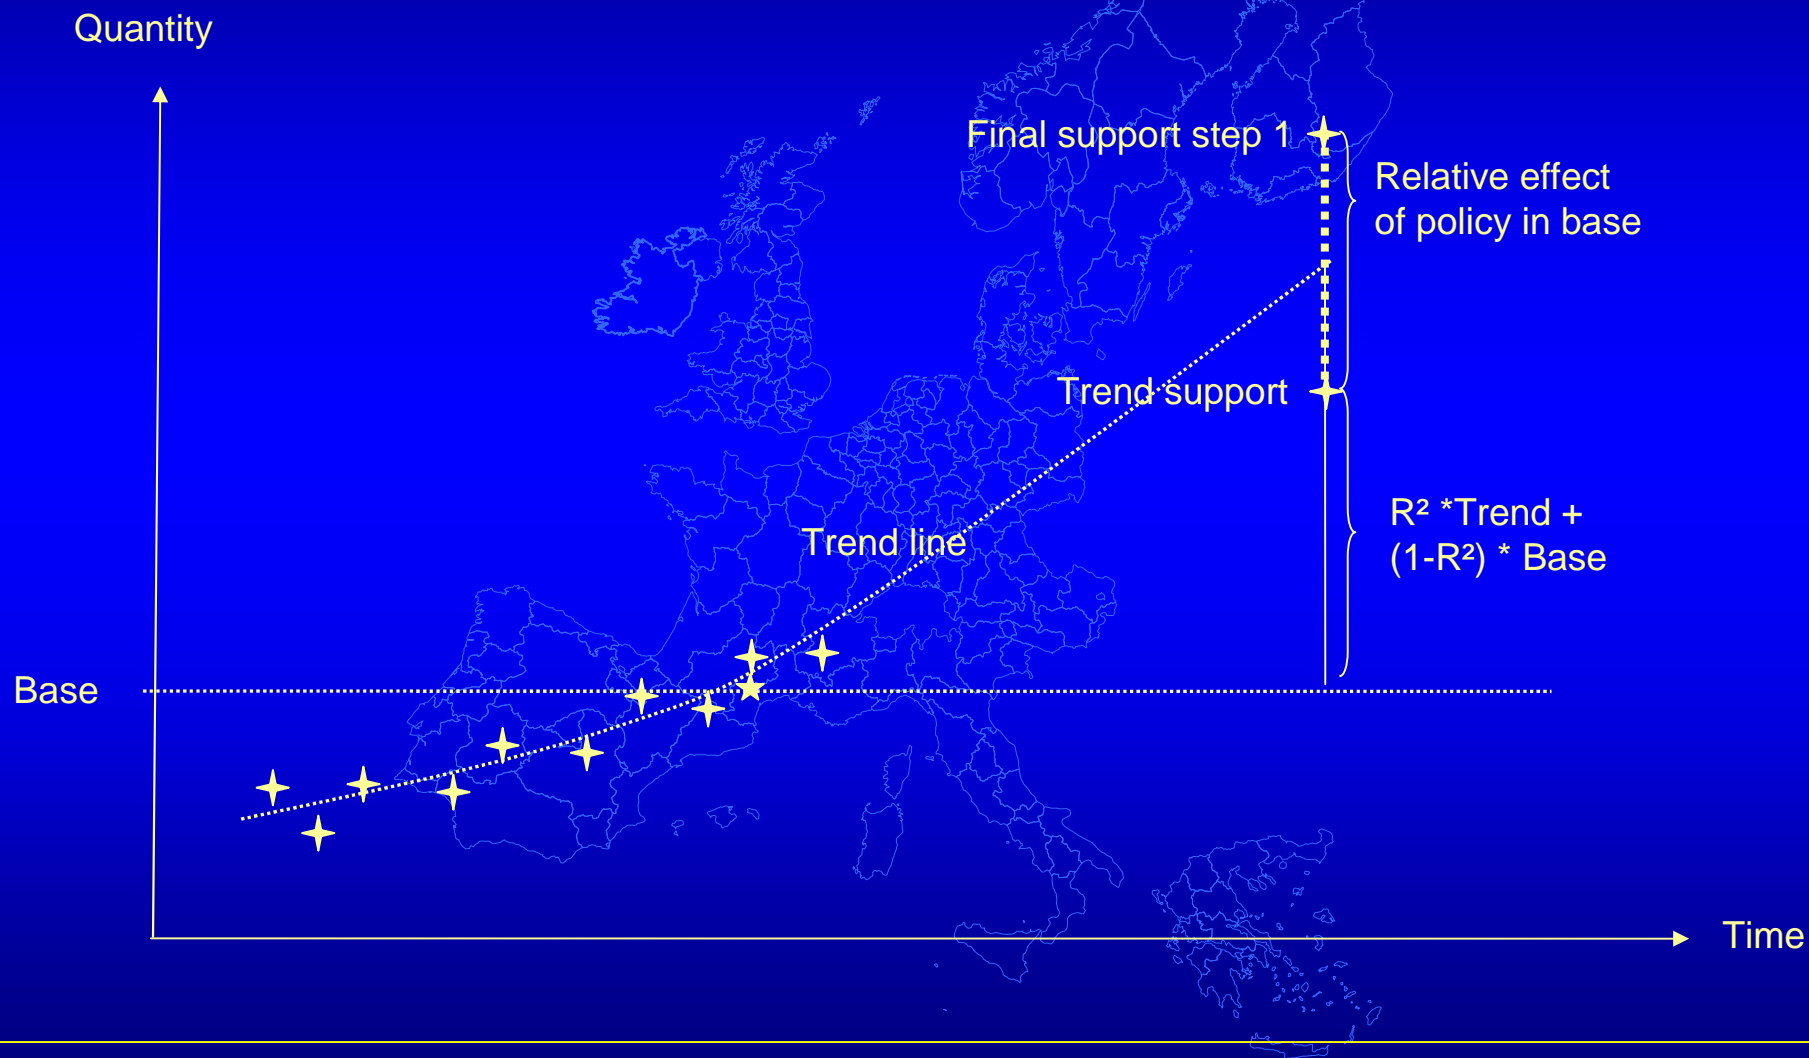 Quantity
Final support step 1
Relative effect
of policy in base
Trend support
R² *Trend +
(1-R²) * Base
Trend line
Base
Time